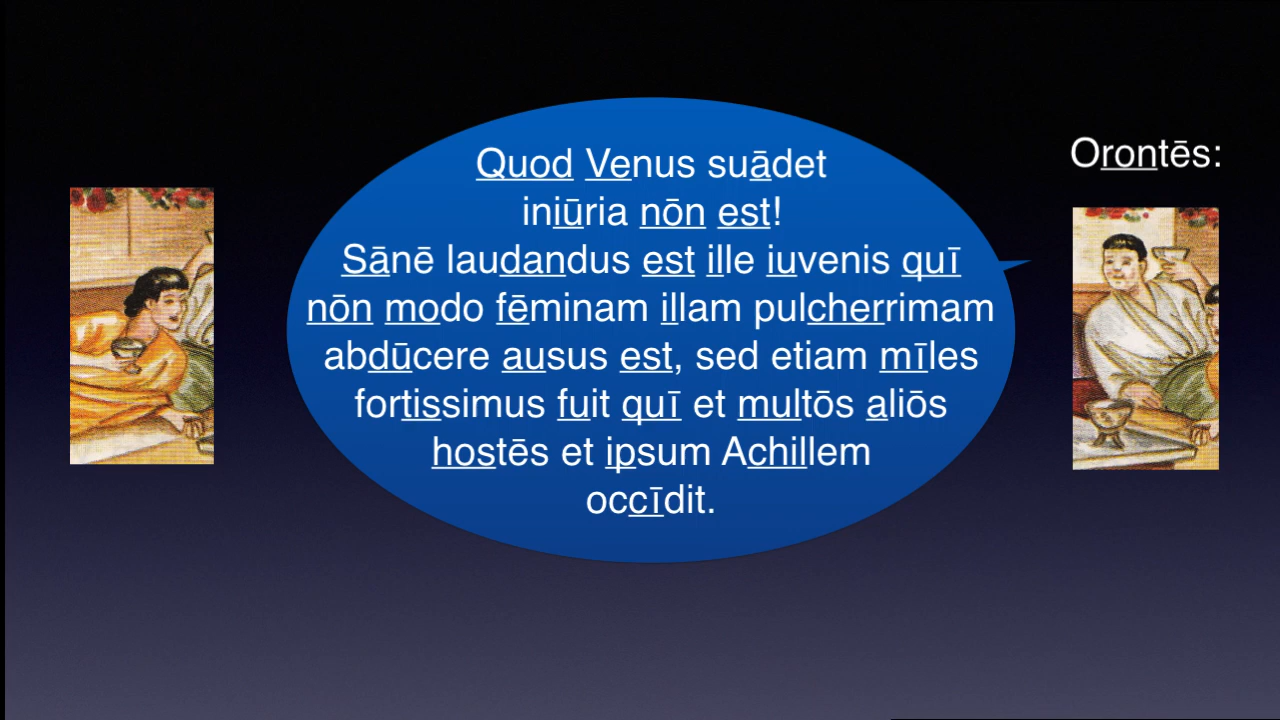 Orontēs:
Quod Venus suādet
iniūria nōn est!
Sānē laudandus est ille iuvenis quī
nōn modo fēminam illam pulcherrimam
abdūcere ausus est, sed etiam mīles
fortissimus fuit quī et multōs aliōs
hostēs et ipsum Achillem
occīdit.